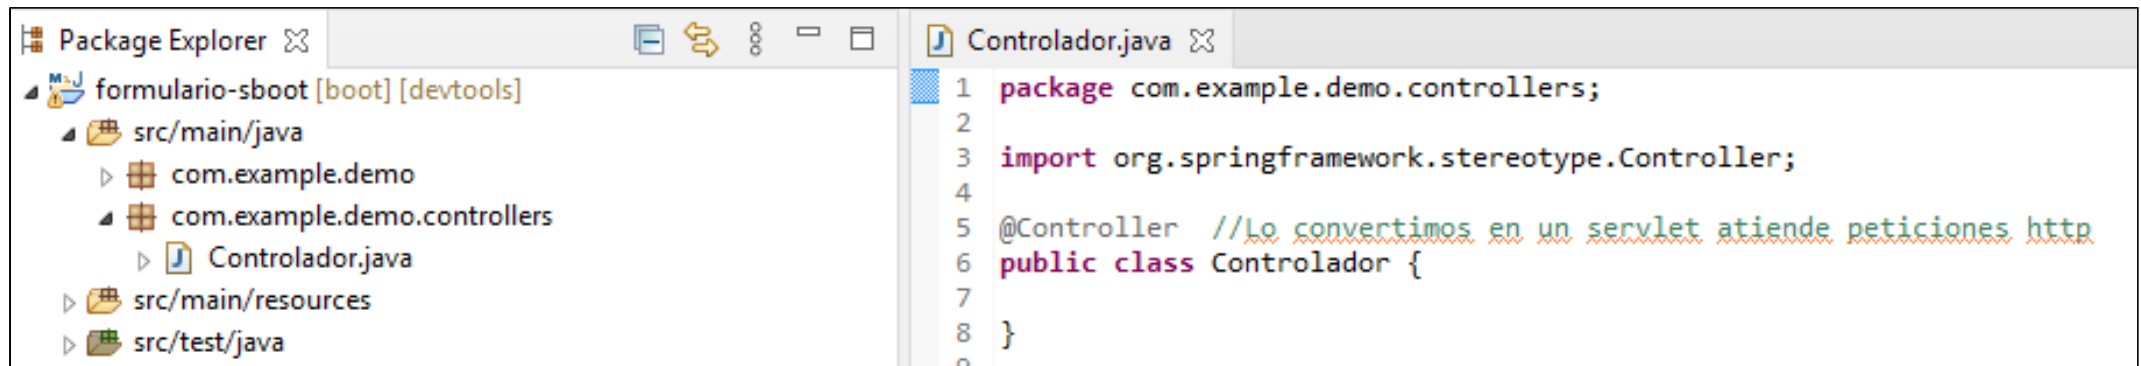 Package Explorer
formulario-sboot [boot] [devtools]
src/main/java
com.example.demo
com.example.demo.controllers
Controlador.java
src/main/resources
src/test/java
Controlador.java
1 package com.example.demo.controllers;
2
3 import org.springframework.stereotype.Controller;
4
5 @Controller //Lo convertimos en un servlet atiende peticiones http
6 public class Controlador {
7
8 }